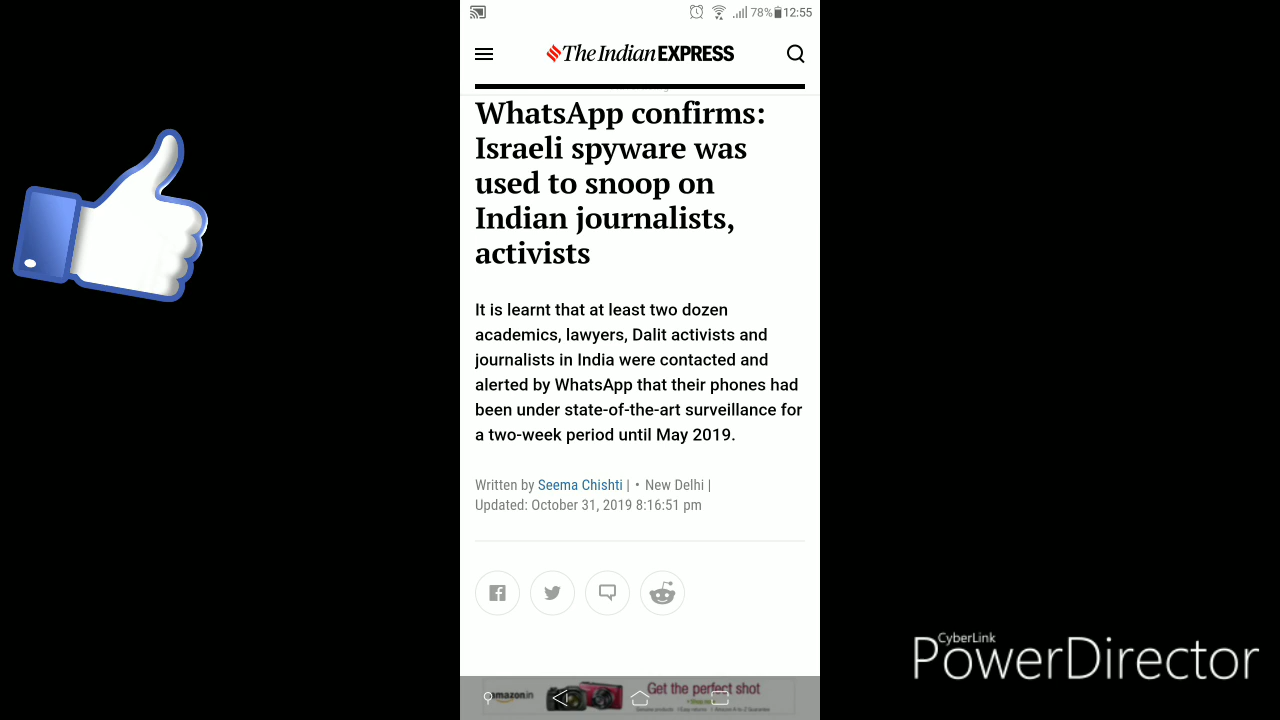 78% 12:55
The Indian EXPRESS
WhatsApp confirms:
Israeli spyware was
used to snoop on
Indian journalists,
activists
It is learnt that at least two dozen
academics, lawyers, Dalit activists and
journalists in India were contacted and
alerted by WhatsApp that their phones had
been under state-of-the-art surveillance for
a two-week period until May 2019.
Written by Seema Chishti | • New Delhi |
Updated: October 31, 2019 8:16:51 pm
amazon.in
Get the perfect shot
CyberLink
PowerDirector